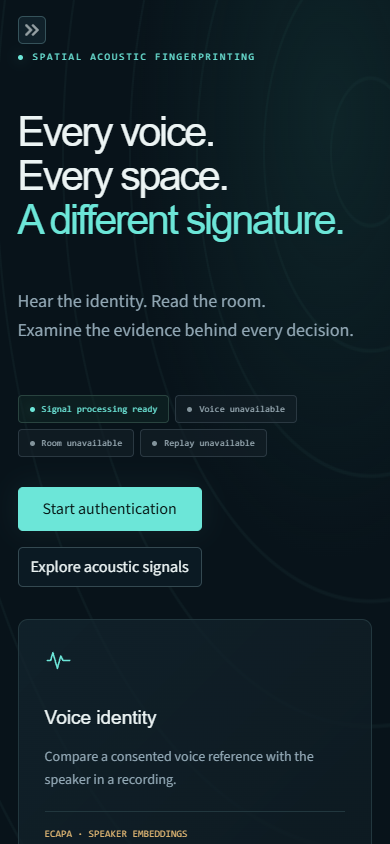 SPATIAL ACOUSTIC FINGERPRINTING
Every voice.
Every space.
A different signature.
Hear the identity. Read the room.
Examine the evidence behind every decision.
Signal processing ready
Voice unavailable
Room unavailable
Replay unavailable
Start authentication
Explore acoustic signals
Voice identity
Compare a consented voice reference with the
speaker in a recording.
ECAPA · SPEAKER EMBEDDINGS